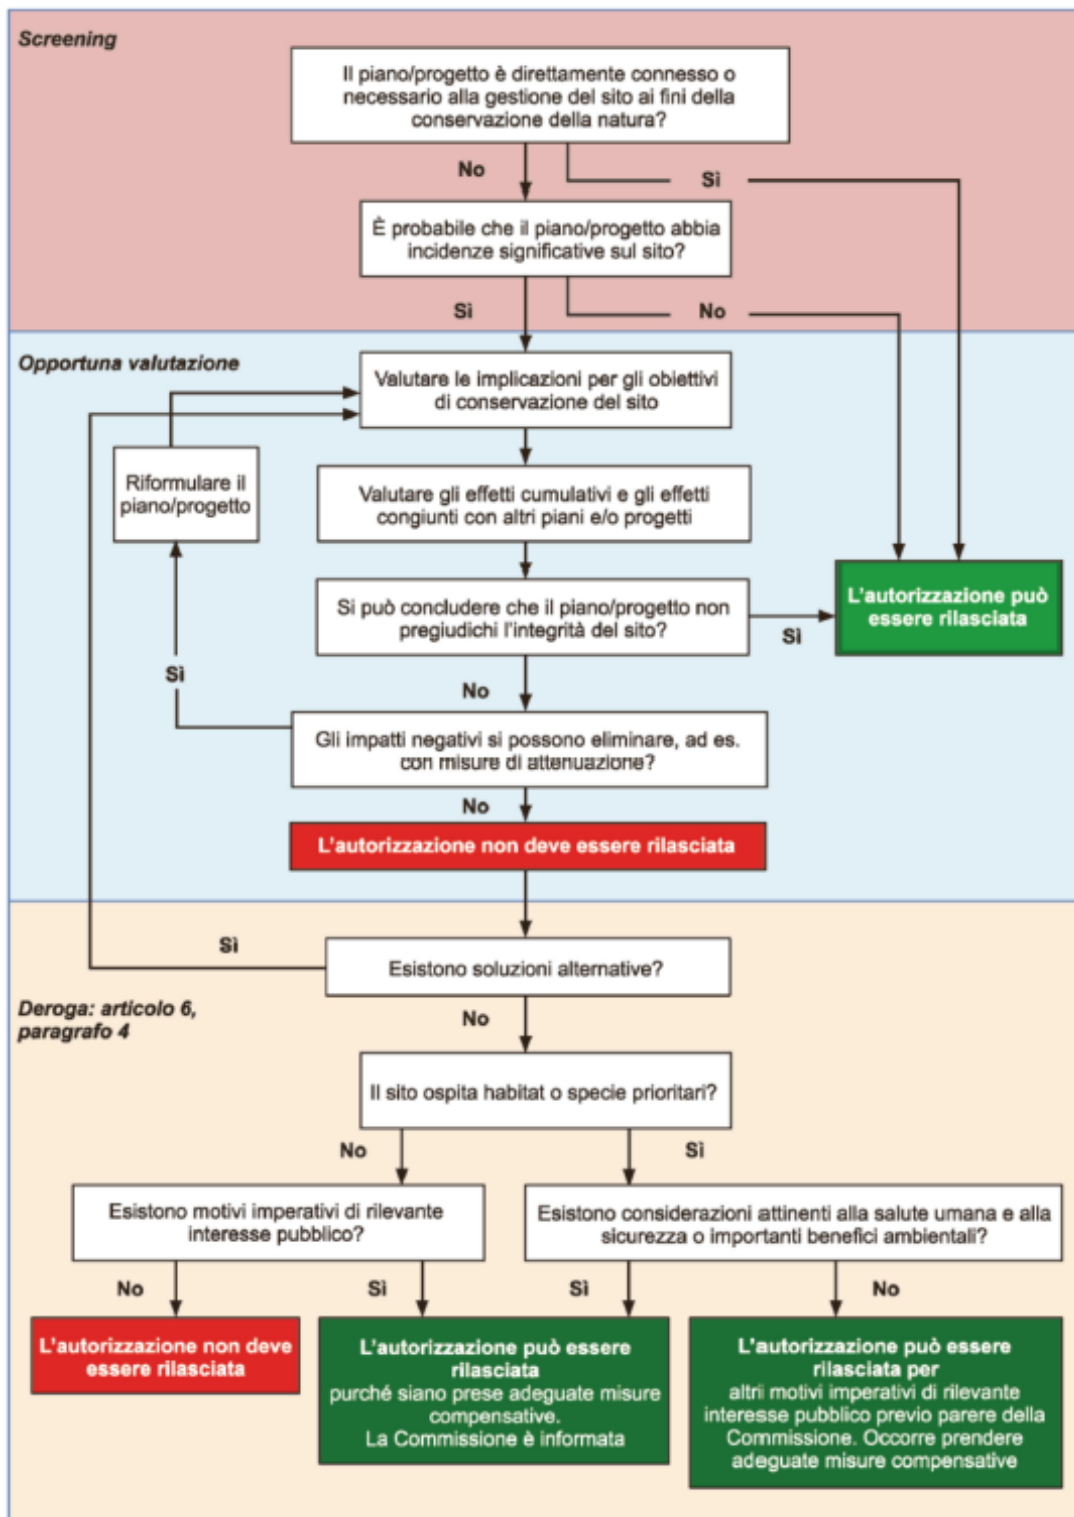 Screening
Il piano/progetto è direttamente connesso o
necessario alla gestione del sito ai fini della
conservazione della natura?
No
Sì
È probabile che il piano/progetto abbia
incidenze significative sul sito?
Sì
No
Opportuna valutazione
Valutare le implicazioni per gli obiettivi
di conservazione del sito
Riformulare il
piano/progetto
Valutare gli effetti cumulativi e gli effetti
congiunti con altri piani e/o progetti
Si può concludere che il piano/progetto non
pregiudichi l'integrità del sito?
Sì
L'autorizzazione può
essere rilasciata
Sì
No
Gli impatti negativi si possono eliminare, ad es.
con misure di attenuazione?
No
L'autorizzazione non deve essere rilasciata
Sì
Esistono soluzioni alternative?
Deroga: articolo 6,
paragrafo 4
No
Il sito ospita habitat o specie prioritari?
No
Sì
Esistono motivi imperativi di rilevante
interesse pubblico?
Esistono considerazioni attinenti alla salute umana e alla
sicurezza o importanti benefici ambientali?
No
Sì
Sì
No
L'autorizzazione non deve
essere rilasciata
L'autorizzazione può essere
rilasciata
purché siano prese adeguate misure
compensative.
La Commissione è informata
L'autorizzazione può essere
rilasciata per
altri motivi imperativi di rilevante
interesse pubblico previo parere della
Commissione. Occorre prendere
adeguate misure compensative